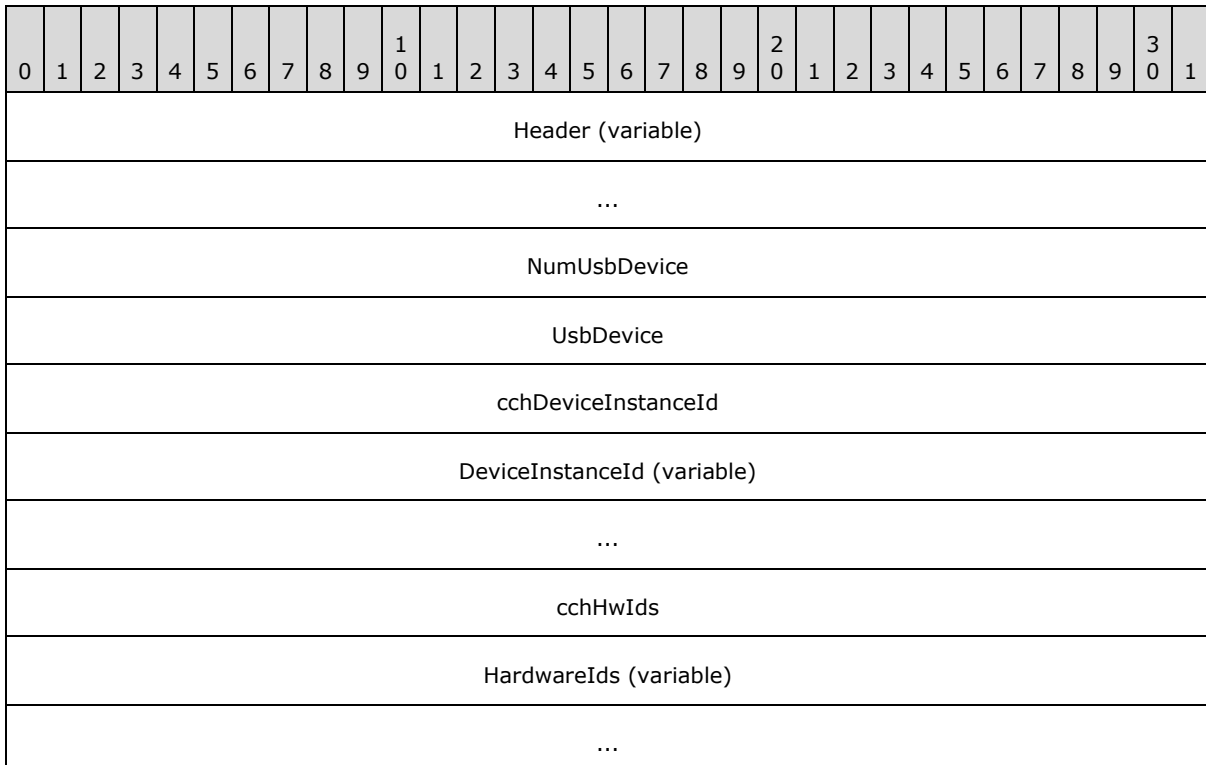 1 2 3
0 1 2 3 4 5 6 7 8 9 0 1 2 3 4 5 6 7 8 9 0 1 2 3 4 5 6 7 8 9 0 1
Header (variable)
...
NumUsbDevice
UsbDevice
cchDeviceInstanceId
DeviceInstanceId (variable)
...
cchHwIds
HardwareIds (variable)
...